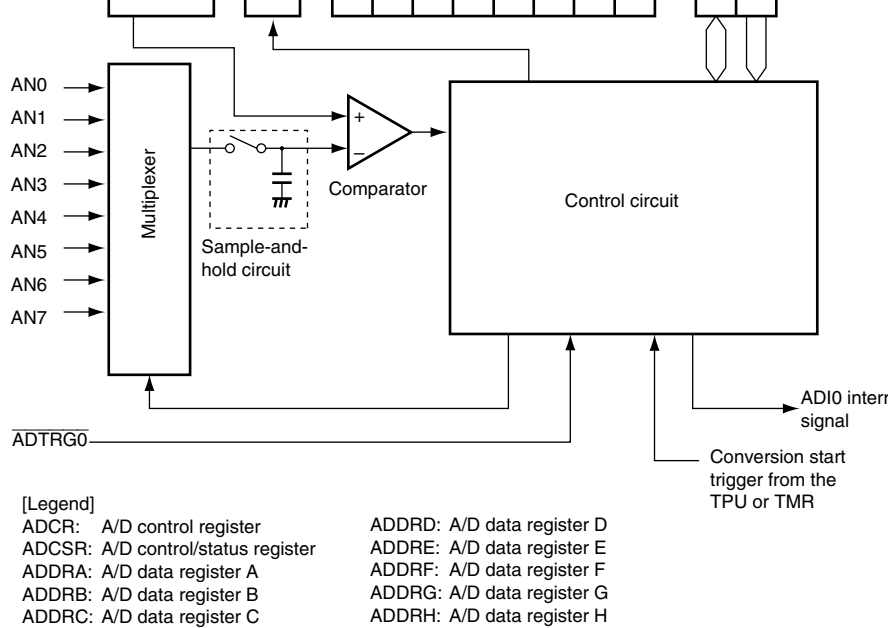 AN0
AN1
AN2
AN3
AN4
AN5
AN6
AN7
Multiplexer
+
–
Comparator
Sample-and-
hold circuit
Control circuit
ADTRG0
ADI0
signal
Conversion start
trigger from the
TPU or TMR
[Legend]
ADCR: A/D control register
ADCSR: A/D control/status register
ADDRA: A/D data register A
ADDRB: A/D data register B
ADDRC: A/D data register C
ADDRD: A/D data register D
ADDRE: A/D data register E
ADDRF: A/D data register F
ADDRG: A/D data register G
ADDRH: A/D data register H